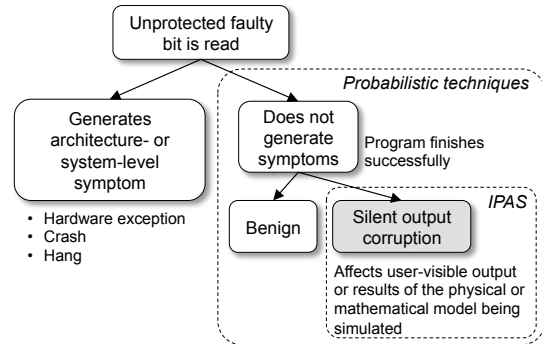 Unprotected faulty
bit is read
Probabilistic techniques
Generates
architecture- or
system-level
symptom
Does not
generate
symptoms
Program finishes
successfully
• Hardware exception
• Crash
• Hang
Benign
IPAS
Silent output
corruption
Affects user-visible output
or results of the physical or
mathematical model being
simulated